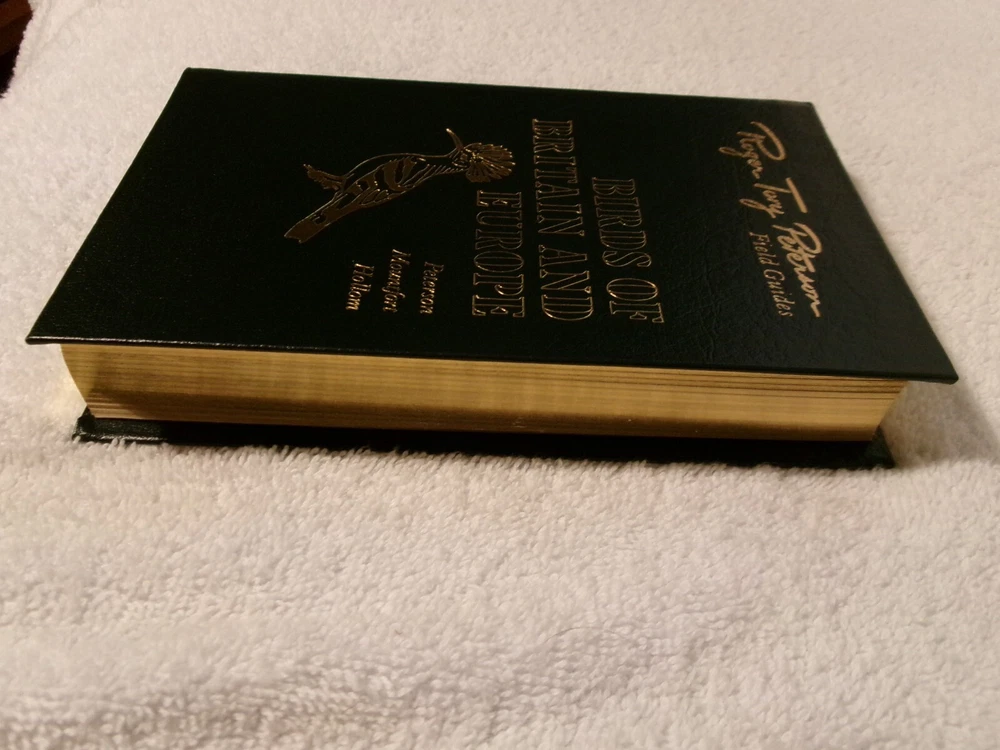 Roger Tory Peterson
Field Guides
BIRDS OF
BRITAIN AND
EUROPE
Peterson
Mountfort
Hollom